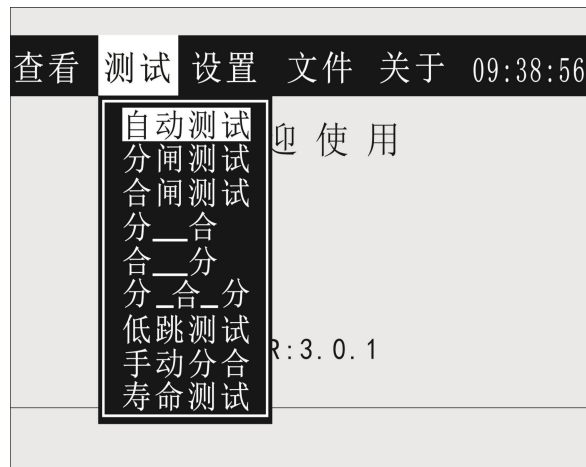 查看 测试 设置 文件 关于 09:38:56
自动测试
迎 使 用
分闸测试
合闸测试
分__合
合__分
分_合_分
低跳测试
R:3.0.1
手动分合
寿命测试